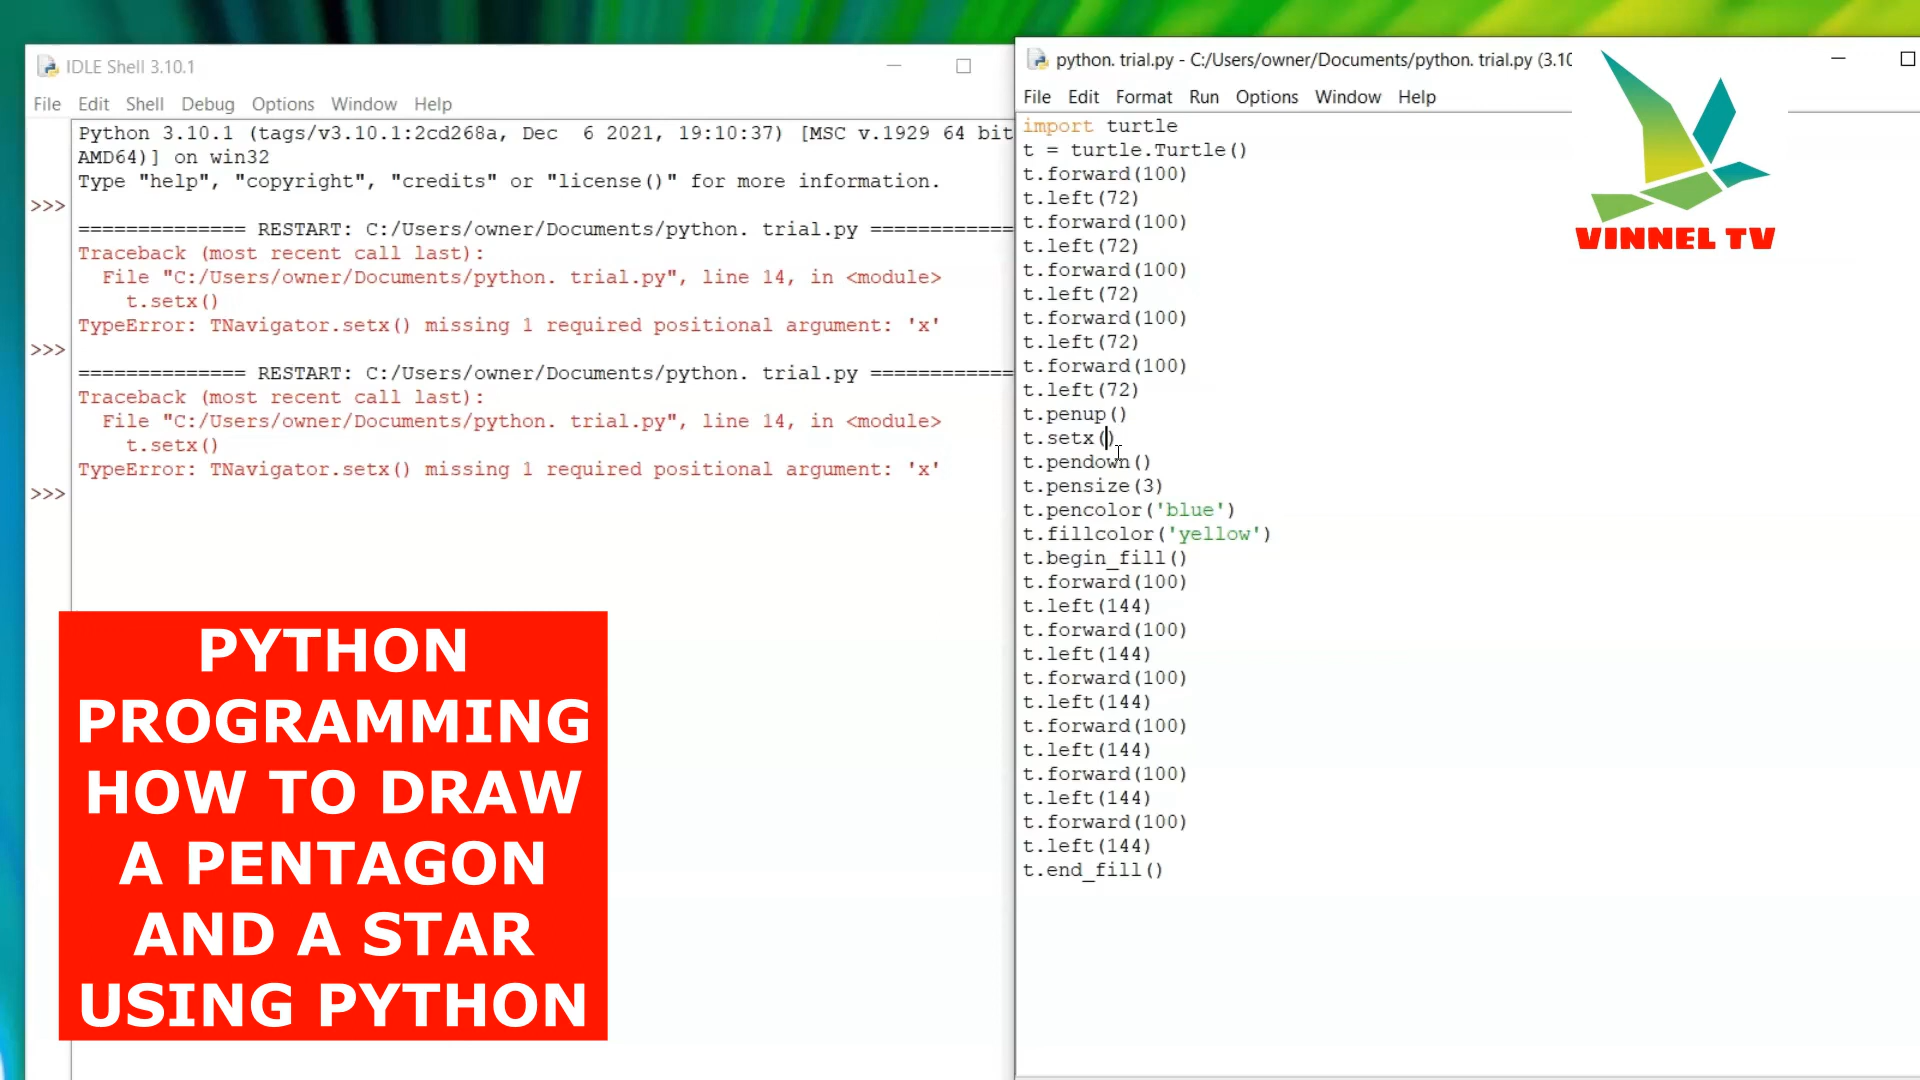 IDLE Shell 3.10.1
File Edit Shell Debug Options Window Help
Python 3.10.1 (tags/v3.10.1:2cd268a, Dec  6 2021, 19:10:37) [MSC v.1929 64 bit
AMD64)] on win32
Type "help", "copyright", "credits" or "license()" for more information.
>>>
============== RESTART: C:/Users/owner/Documents/python. trial.py ============
Traceback (most recent call last):
  File "C:/Users/owner/Documents/python. trial.py", line 14, in <module>
    t.setx()
TypeError: TNavigator.setx() missing 1 required positional argument: 'x'
>>>
============== RESTART: C:/Users/owner/Documents/python. trial.py ============
Traceback (most recent call last):
  File "C:/Users/owner/Documents/python. trial.py", line 14, in <module>
    t.setx()
TypeError: TNavigator.setx() missing 1 required positional argument: 'x'
>>>
PYTHON
PROGRAMMING
HOW TO DRAW
A PENTAGON
AND A STAR
USING PYTHON
python. trial.py - C:/Users/owner/Documents/python. trial.py (3.10
File Edit Format Run Options Window Help
import turtle
t = turtle.Turtle()
t.forward(100)
t.left(72)
t.forward(100)
t.left(72)
t.forward(100)
t.left(72)
t.forward(100)
t.left(72)
t.forward(100)
t.left(72)
t.penup()
t.setx()
t.pendown()
t.pensize(3)
t.pencolor('blue')
t.fillcolor('yellow')
t.begin_fill()
t.forward(100)
t.left(144)
t.forward(100)
t.left(144)
t.forward(100)
t.left(144)
t.forward(100)
t.left(144)
t.forward(100)
t.left(144)
t.forward(100)
t.left(144)
t.end_fill()
VINNEL TV